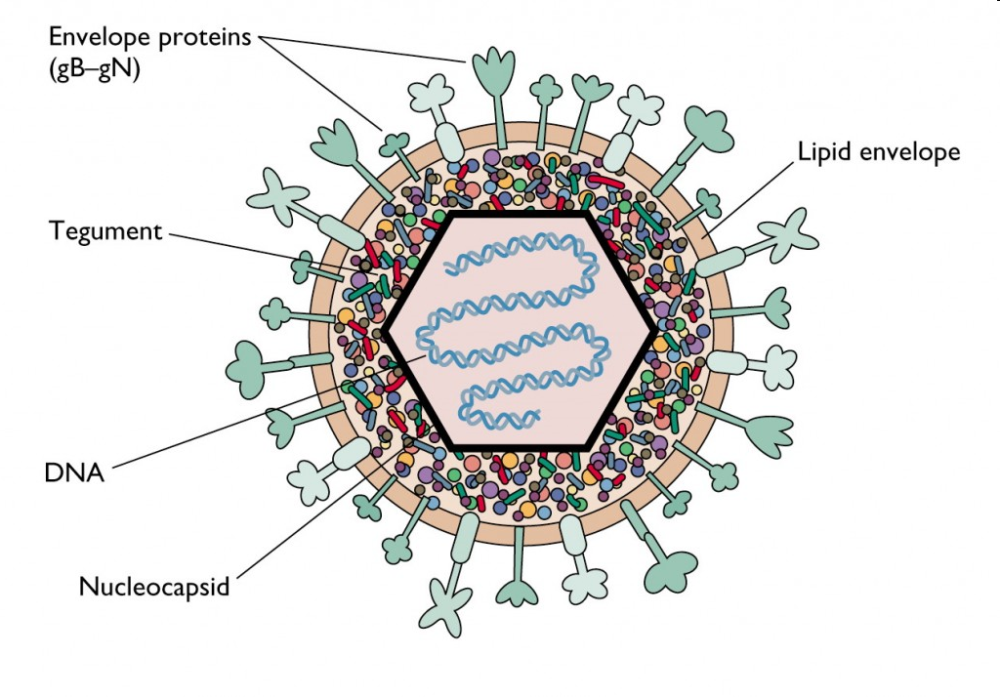 Envelope proteins
(gB–gN)
Lipid envelope
Tegument
DNA
Nucleocapsid